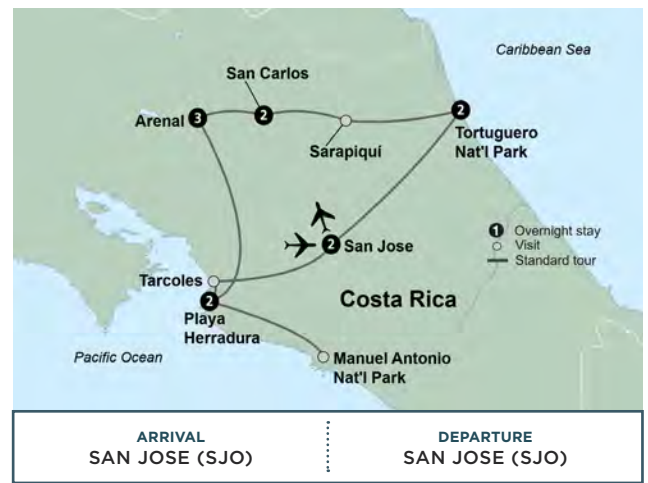 Caribbean Sea
San Carlos
2
Arenal
3
2
Sarapiquí
Tortuguero
Nat'l Park
1 Overnight stay
Visit
Standard tour
2
San Jose
Tarcoles
2
Playa
Herradura
Costa Rica
Pacific Ocean
Manuel Antonio
Nat'l Park
ARRIVAL
SAN JOSE (SJO)
DEPARTURE
SAN JOSE (SJO)